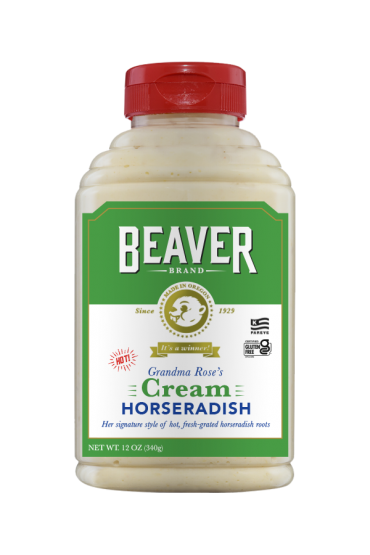 BEAVER
BRAND
MADE IN OREGON
Since 1929
It's a winner!
K
PAREVE
HOT!
GLUTEN
FREE
Grandma Rose's
Cream
HORSERADISH
Her signature style of hot, fresh-grated horseradish roots
NET WT. 12 OZ (340g)